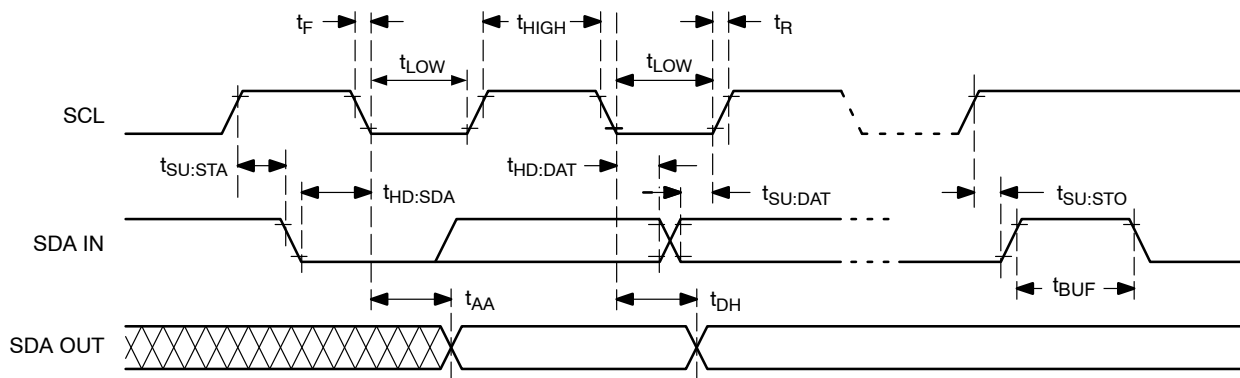 tF
tHIGH
tR
tLOW
tLOW
SCL
tSU:STA
tHD:SDA
tHD:DAT
tSU:DAT
tSU:STO
SDA IN
tBUF
tAA
tDH
SDA OUT